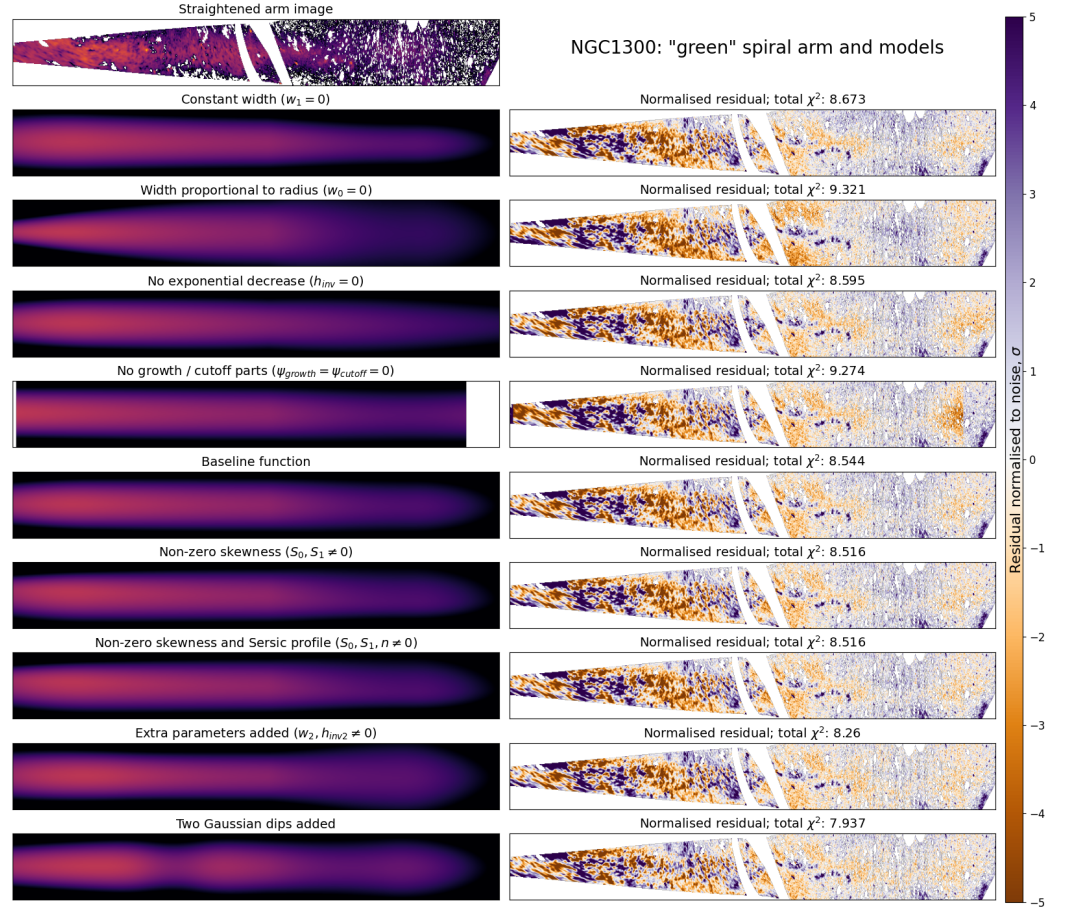 Straightened arm image
NGC1300: "green" spiral arm and models
Constant width (w₁ = 0)
Normalised residual; total χ²: 8.673
Width proportional to radius (w₀ = 0)
Normalised residual; total χ²: 9.321
No exponential decrease (h_inv = 0)
Normalised residual; total χ²: 8.595
No growth / cutoff parts (ψ_growth = ψ_cutoff = 0)
Normalised residual; total χ²: 9.274
Baseline function
Normalised residual; total χ²: 8.544
Non-zero skewness (S₀, S₁ ≠ 0)
Normalised residual; total χ²: 8.516
Non-zero skewness and Sersic profile (S₀, S₁, n ≠ 0)
Normalised residual; total χ²: 8.516
Extra parameters added (w₂, h_inv2 ≠ 0)
Normalised residual; total χ²: 8.26
Two Gaussian dips added
Normalised residual; total χ²: 7.937
5
4
3
2
1
0
−1
−2
−3
−4
−5
Residual normalised to noise, σ